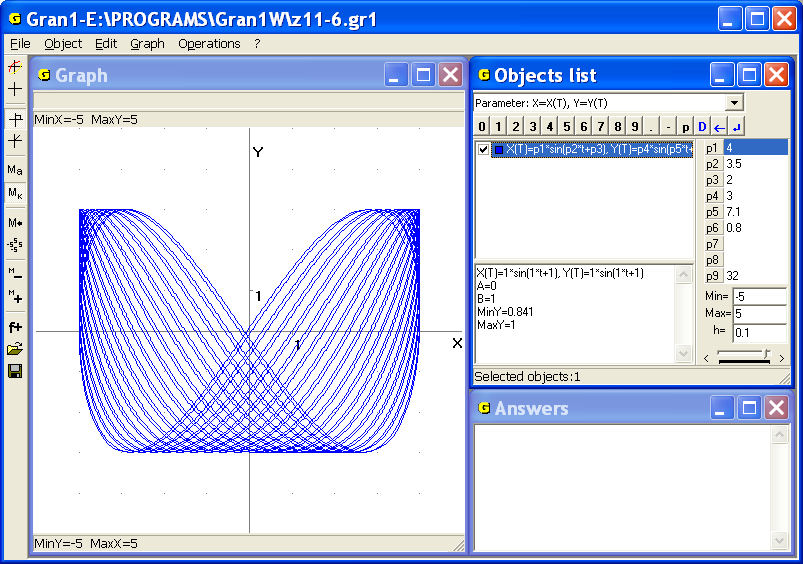 Gran1-E:\PROGRAMS\Gran1W\z11-6.gr1
File Object Edit Graph Operations ?
Graph
MinX=-5 MaxY=5
Y
1
1
X
MinY=-5 MaxX=5
Ma
Mк
M
M
M
f+
Objects list
Parameter: X=X(T), Y=Y(T)
0 1 2 3 4 5 6 7 8 9 . - p D
X(T)=p1*sin(p2*t+p3), Y(T)=p4*sin(p5*t+
p1 4
p2 3.5
p3 2
p4 3
p5 7.1
p6 0.8
p7
p8
p9 32
X(T)=1*sin(1*t+1), Y(T)=1*sin(1*t+1)
A=0
B=1
MinY=0.841
MaxY=1
Min= -5
Max= 5
h= 0.1
Selected objects:1
Answers